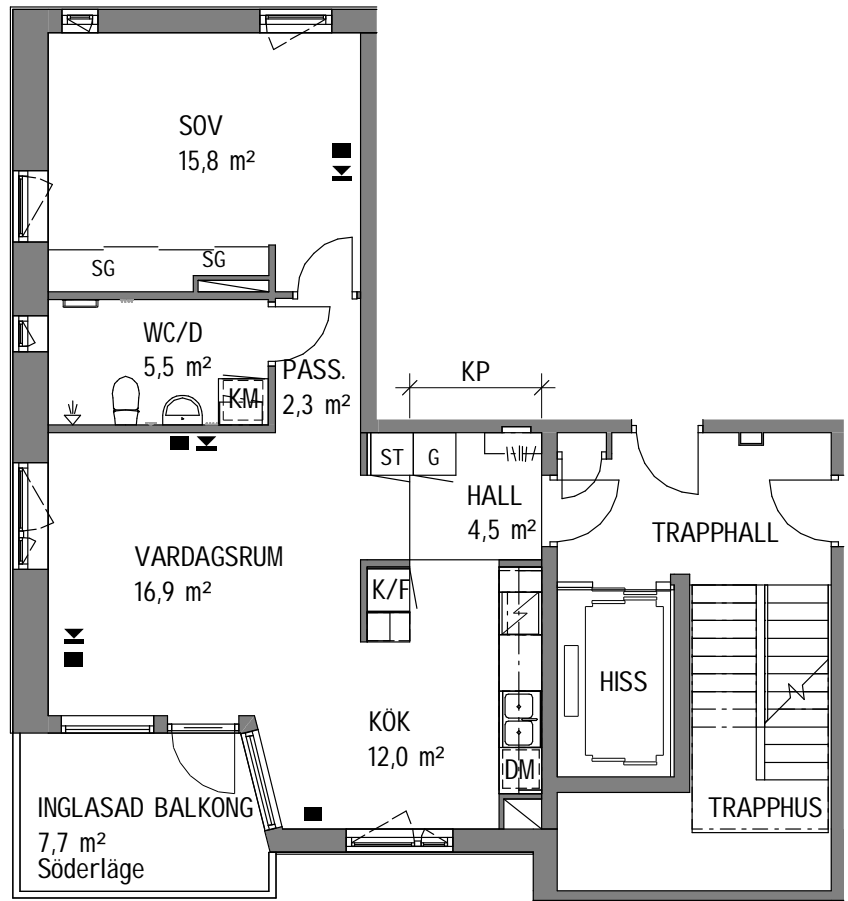 SOV
15,8 m²
SG
SG
WC/D
5,5 m²
KM
PASS.
2,3 m²
KP
ST
G
HALL
4,5 m²
TRAPPHALL
VARDAGSRUM
16,9 m²
K/F
HISS
KÖK
12,0 m²
DM
INGLASAD BALKONG
7,7 m²
Söderläge
TRAPPHUS